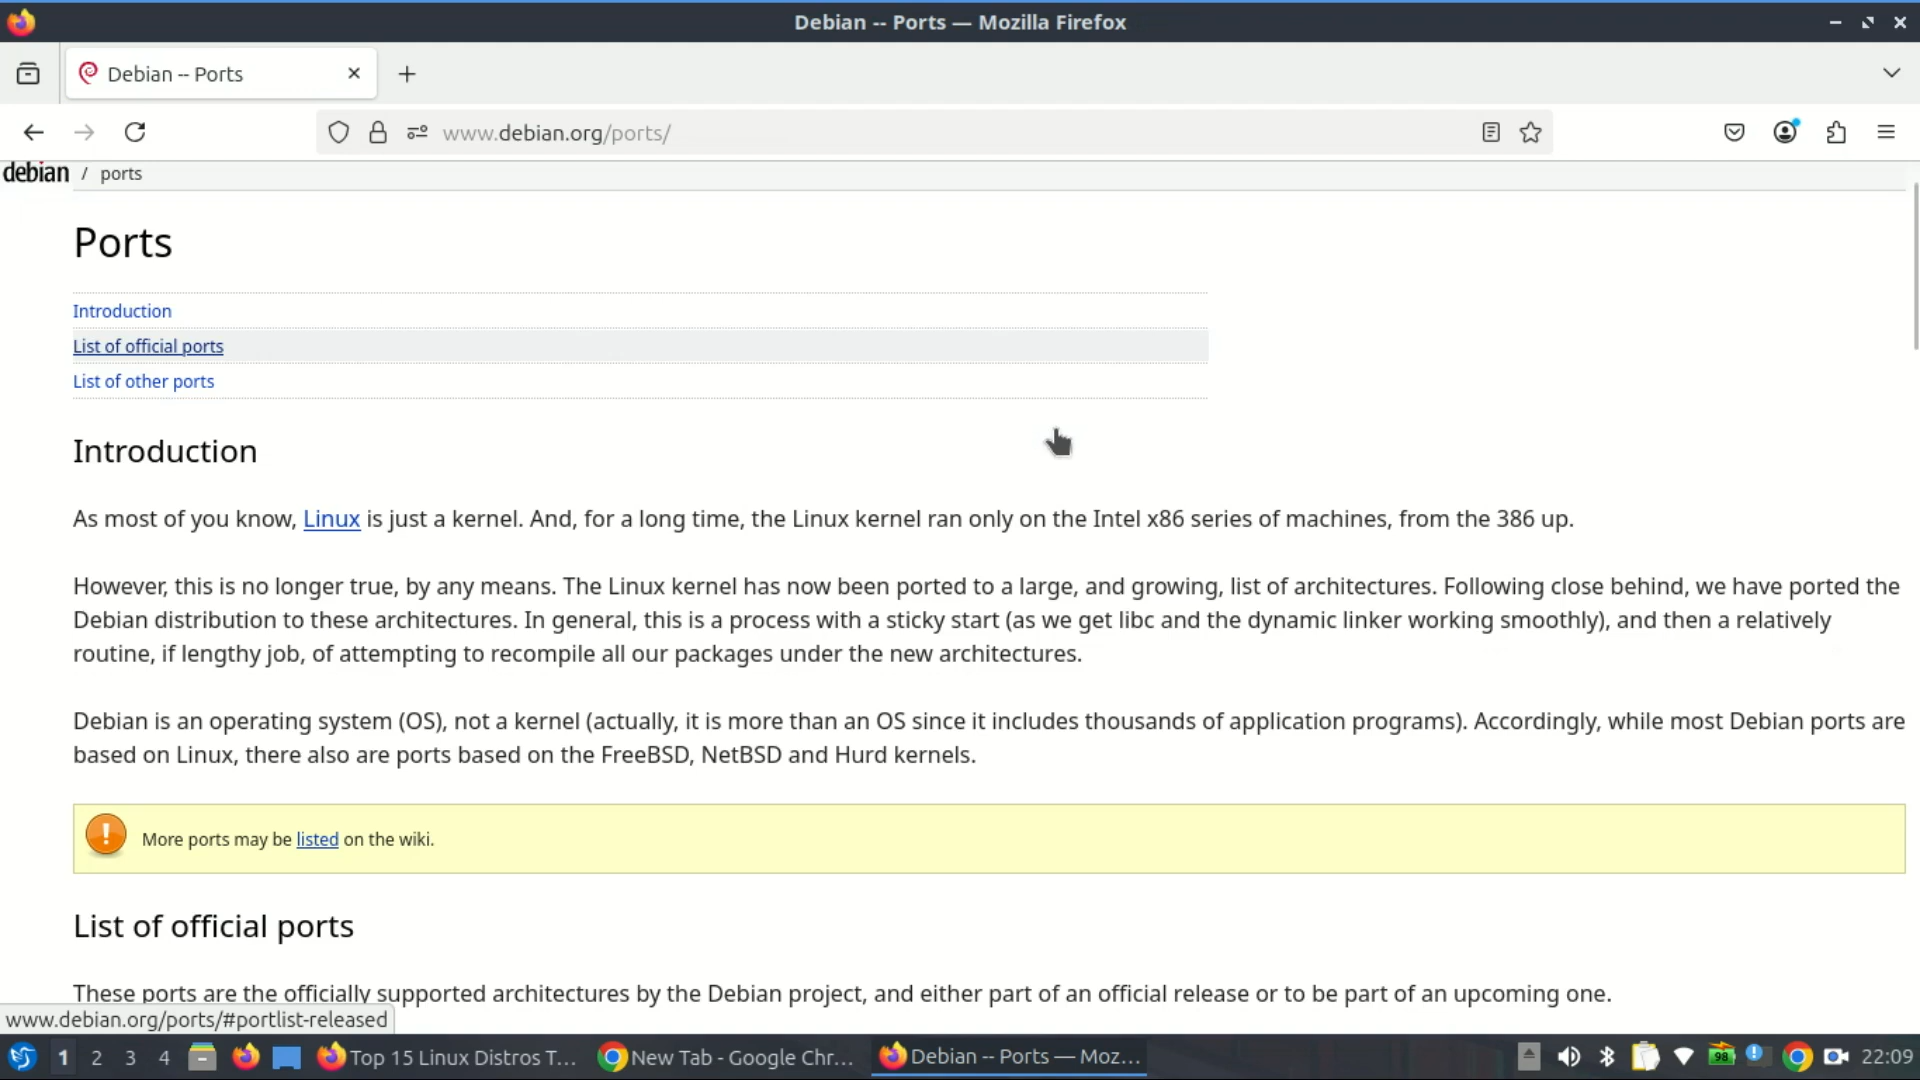 Debian -- Ports — Mozilla Firefox
Debian -- Ports
www.debian.org/ports/
debian / ports
Ports
Introduction
List of official ports
List of other ports
Introduction
As most of you know, Linux is just a kernel. And, for a long time, the Linux kernel ran only on the Intel x86 series of machines, from the 386 up.
However, this is no longer true, by any means. The Linux kernel has now been ported to a large, and growing, list of architectures. Following close behind, we have ported the
Debian distribution to these architectures. In general, this is a process with a sticky start (as we get libc and the dynamic linker working smoothly), and then a relatively
routine, if lengthy job, of attempting to recompile all our packages under the new architectures.
Debian is an operating system (OS), not a kernel (actually, it is more than an OS since it includes thousands of application programs). Accordingly, while most Debian ports are
based on Linux, there also are ports based on the FreeBSD, NetBSD and Hurd kernels.
More ports may be listed on the wiki.
List of official ports
These ports are the officially supported architectures by the Debian project, and either part of an official release or to be part of an upcoming one.
www.debian.org/ports/#portlist-released
1 2 3 4 Top 15 Linux Distros T... New Tab - Google Chr... Debian -- Ports — Moz... 98 22:09